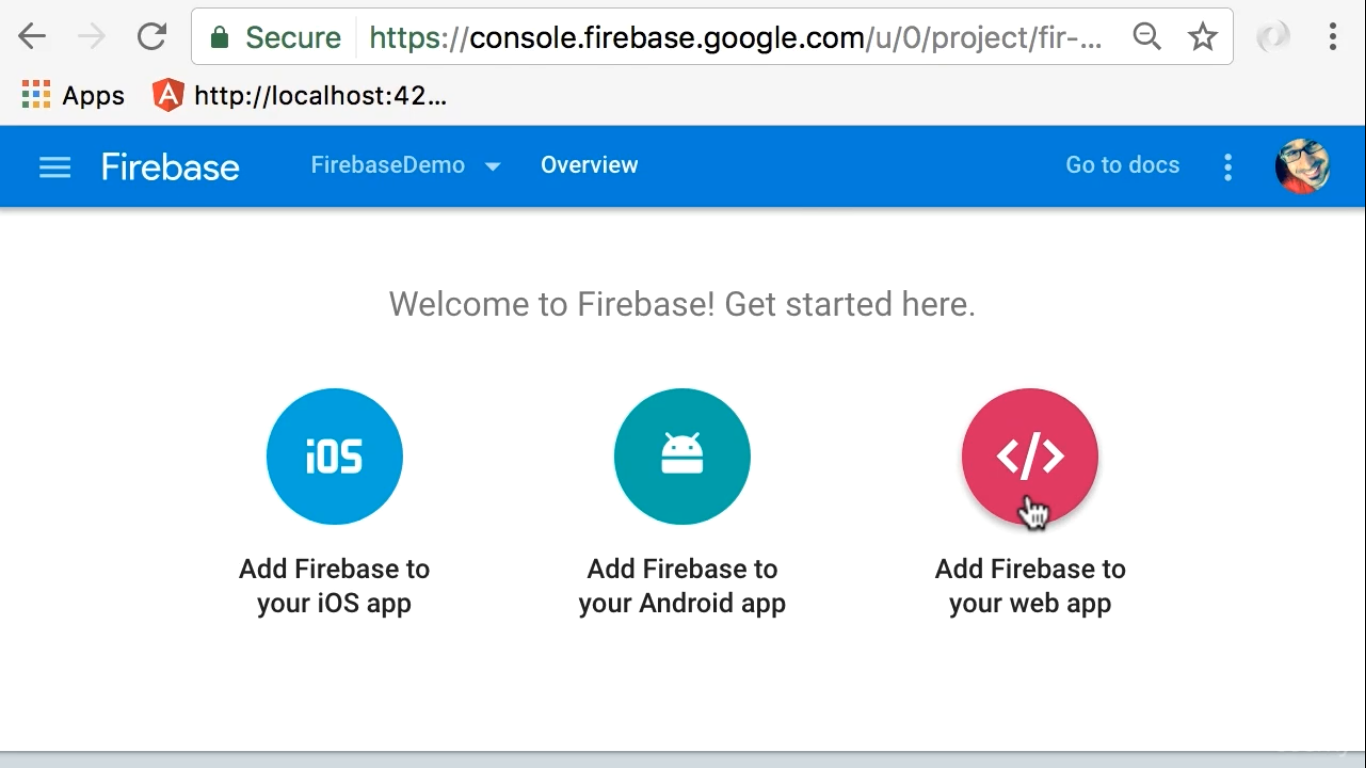 Secure https://console.firebase.google.com/u/0/project/fir-...
Apps http://localhost:42...
Firebase FirebaseDemo Overview Go to docs
Welcome to Firebase! Get started here.
iOS </>
Add Firebase to your iOS app
Add Firebase to your Android app
Add Firebase to your web app